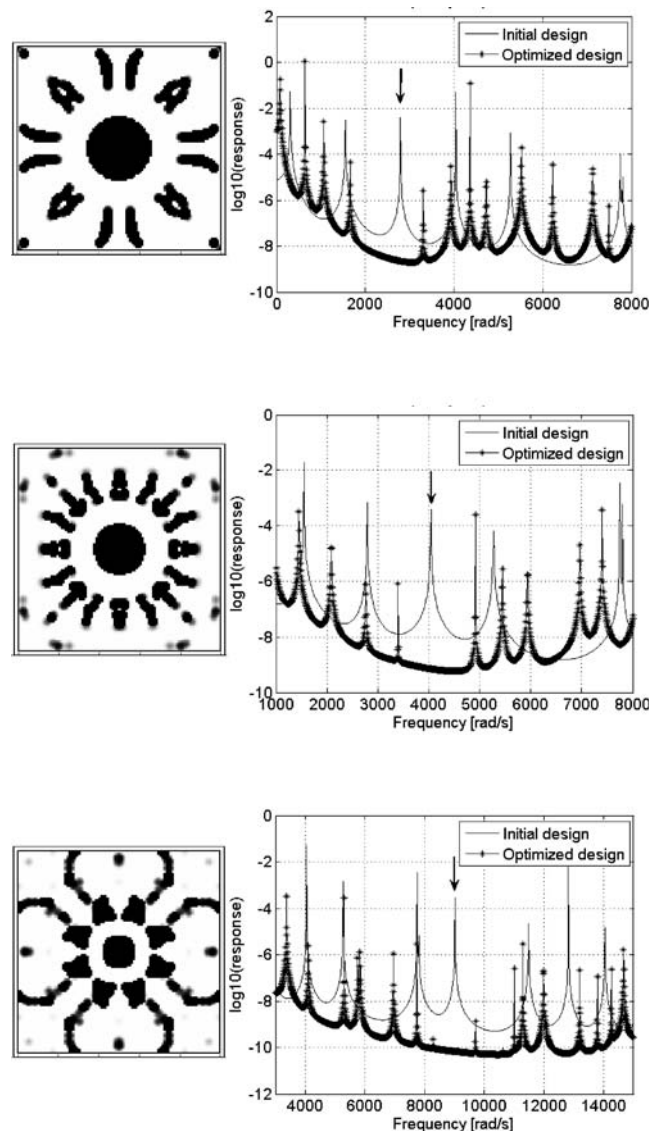 2
0
-2
-4
-6
-8
-10
log10(response)
Initial design
Optimized design
0 2000 4000 6000 8000
Frequency [rad/s]
0
-2
-4
-6
-8
-10
log10(response)
Initial design
Optimized design
1000 2000 3000 4000 5000 6000 7000 8000
Frequency [rad/s]
0
-2
-4
-6
-8
-10
-12
log10(response)
Initial design
Optimized design
4000 6000 8000 10000 12000 14000
Frequency [rad/s]